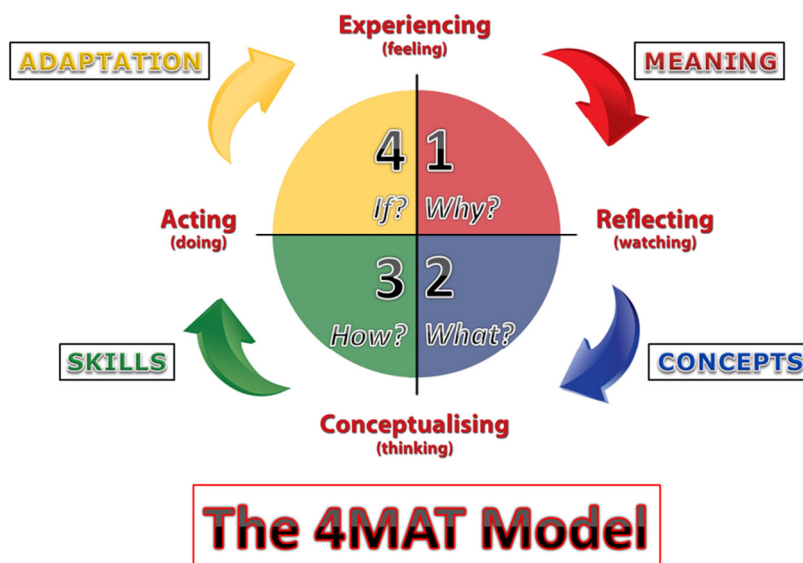 Experiencing
(feeling)
ADAPTATION
MEANING
4 1
If? Why?
Acting
(doing)
Reflecting
(watching)
3 2
How? What?
SKILLS
CONCEPTS
Conceptualising
(thinking)
The 4MAT Model